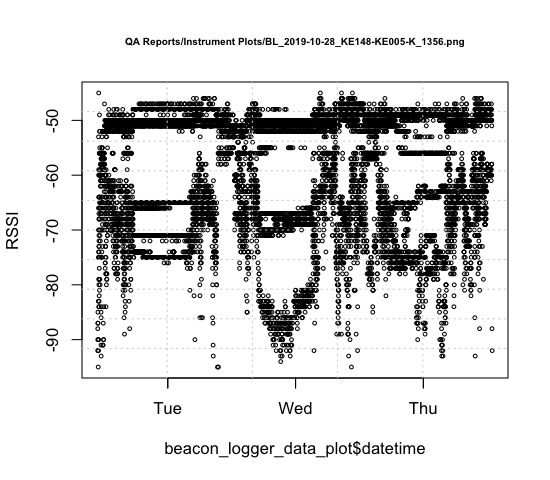 QA Reports/Instrument Plots/BL_2019-10-28_KE148-KE005-K_1356.png
-50
-60
-70
-80
-90
RSSI
Tue Wed Thu
beacon_logger_data_plot$datetime